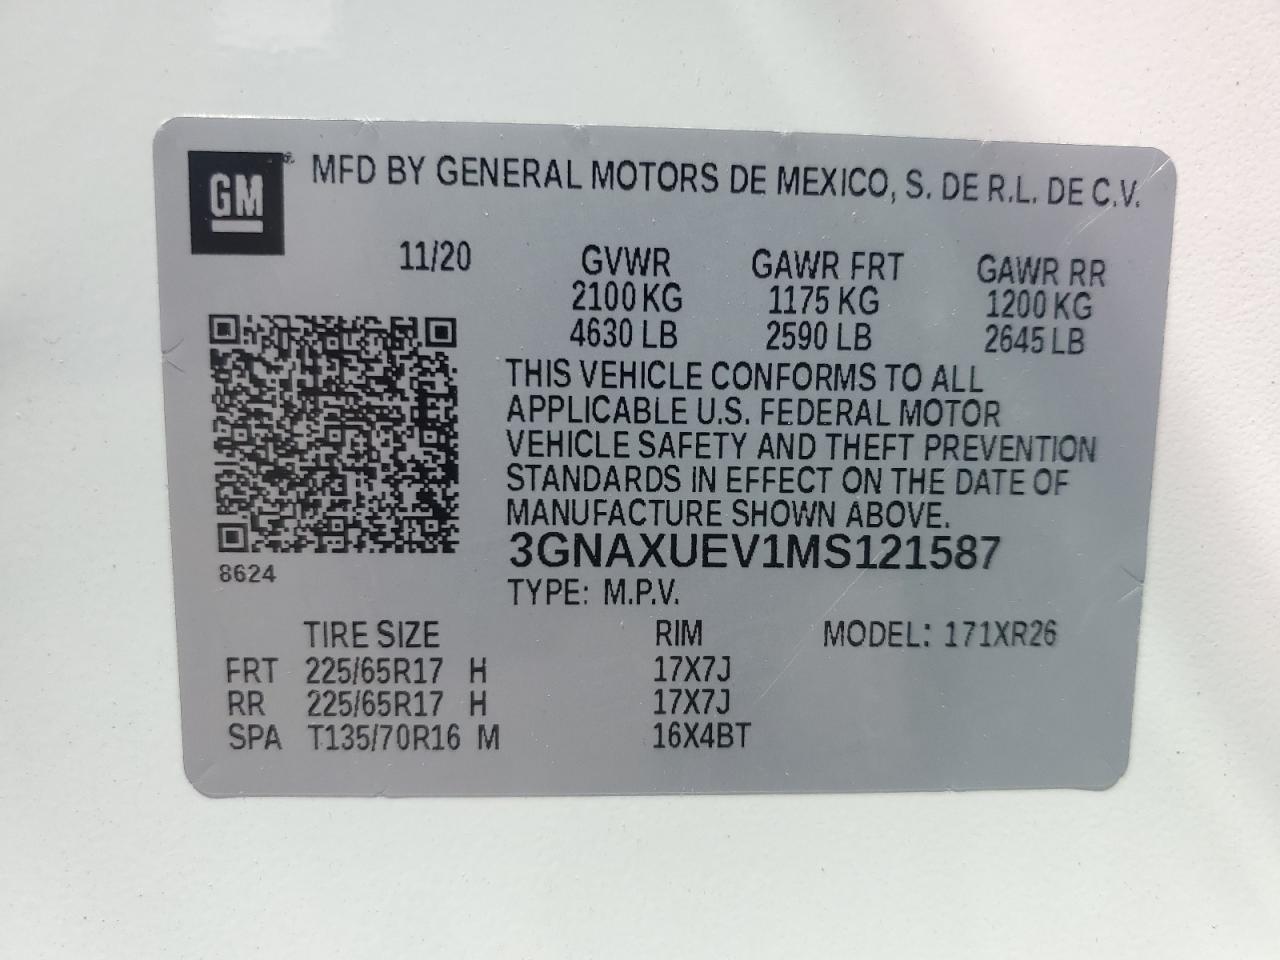 GM ® MFD BY GENERAL MOTORS DE MEXICO, S. DE R.L. DE C.V.
11/20 GVWR GAWR FRT GAWR RR
2100 KG 1175 KG 1200 KG
4630 LB 2590 LB 2645 LB
THIS VEHICLE CONFORMS TO ALL
APPLICABLE U.S. FEDERAL MOTOR
VEHICLE SAFETY AND THEFT PREVENTION
STANDARDS IN EFFECT ON THE DATE OF
MANUFACTURE SHOWN ABOVE.
3GNAXUEV1MS121587
8624
TYPE: M.P.V.
TIRE SIZE RIM MODEL: 171XR26
FRT 225/65R17 H 17X7J
RR 225/65R17 H 17X7J
SPA T135/70R16 M 16X4BT